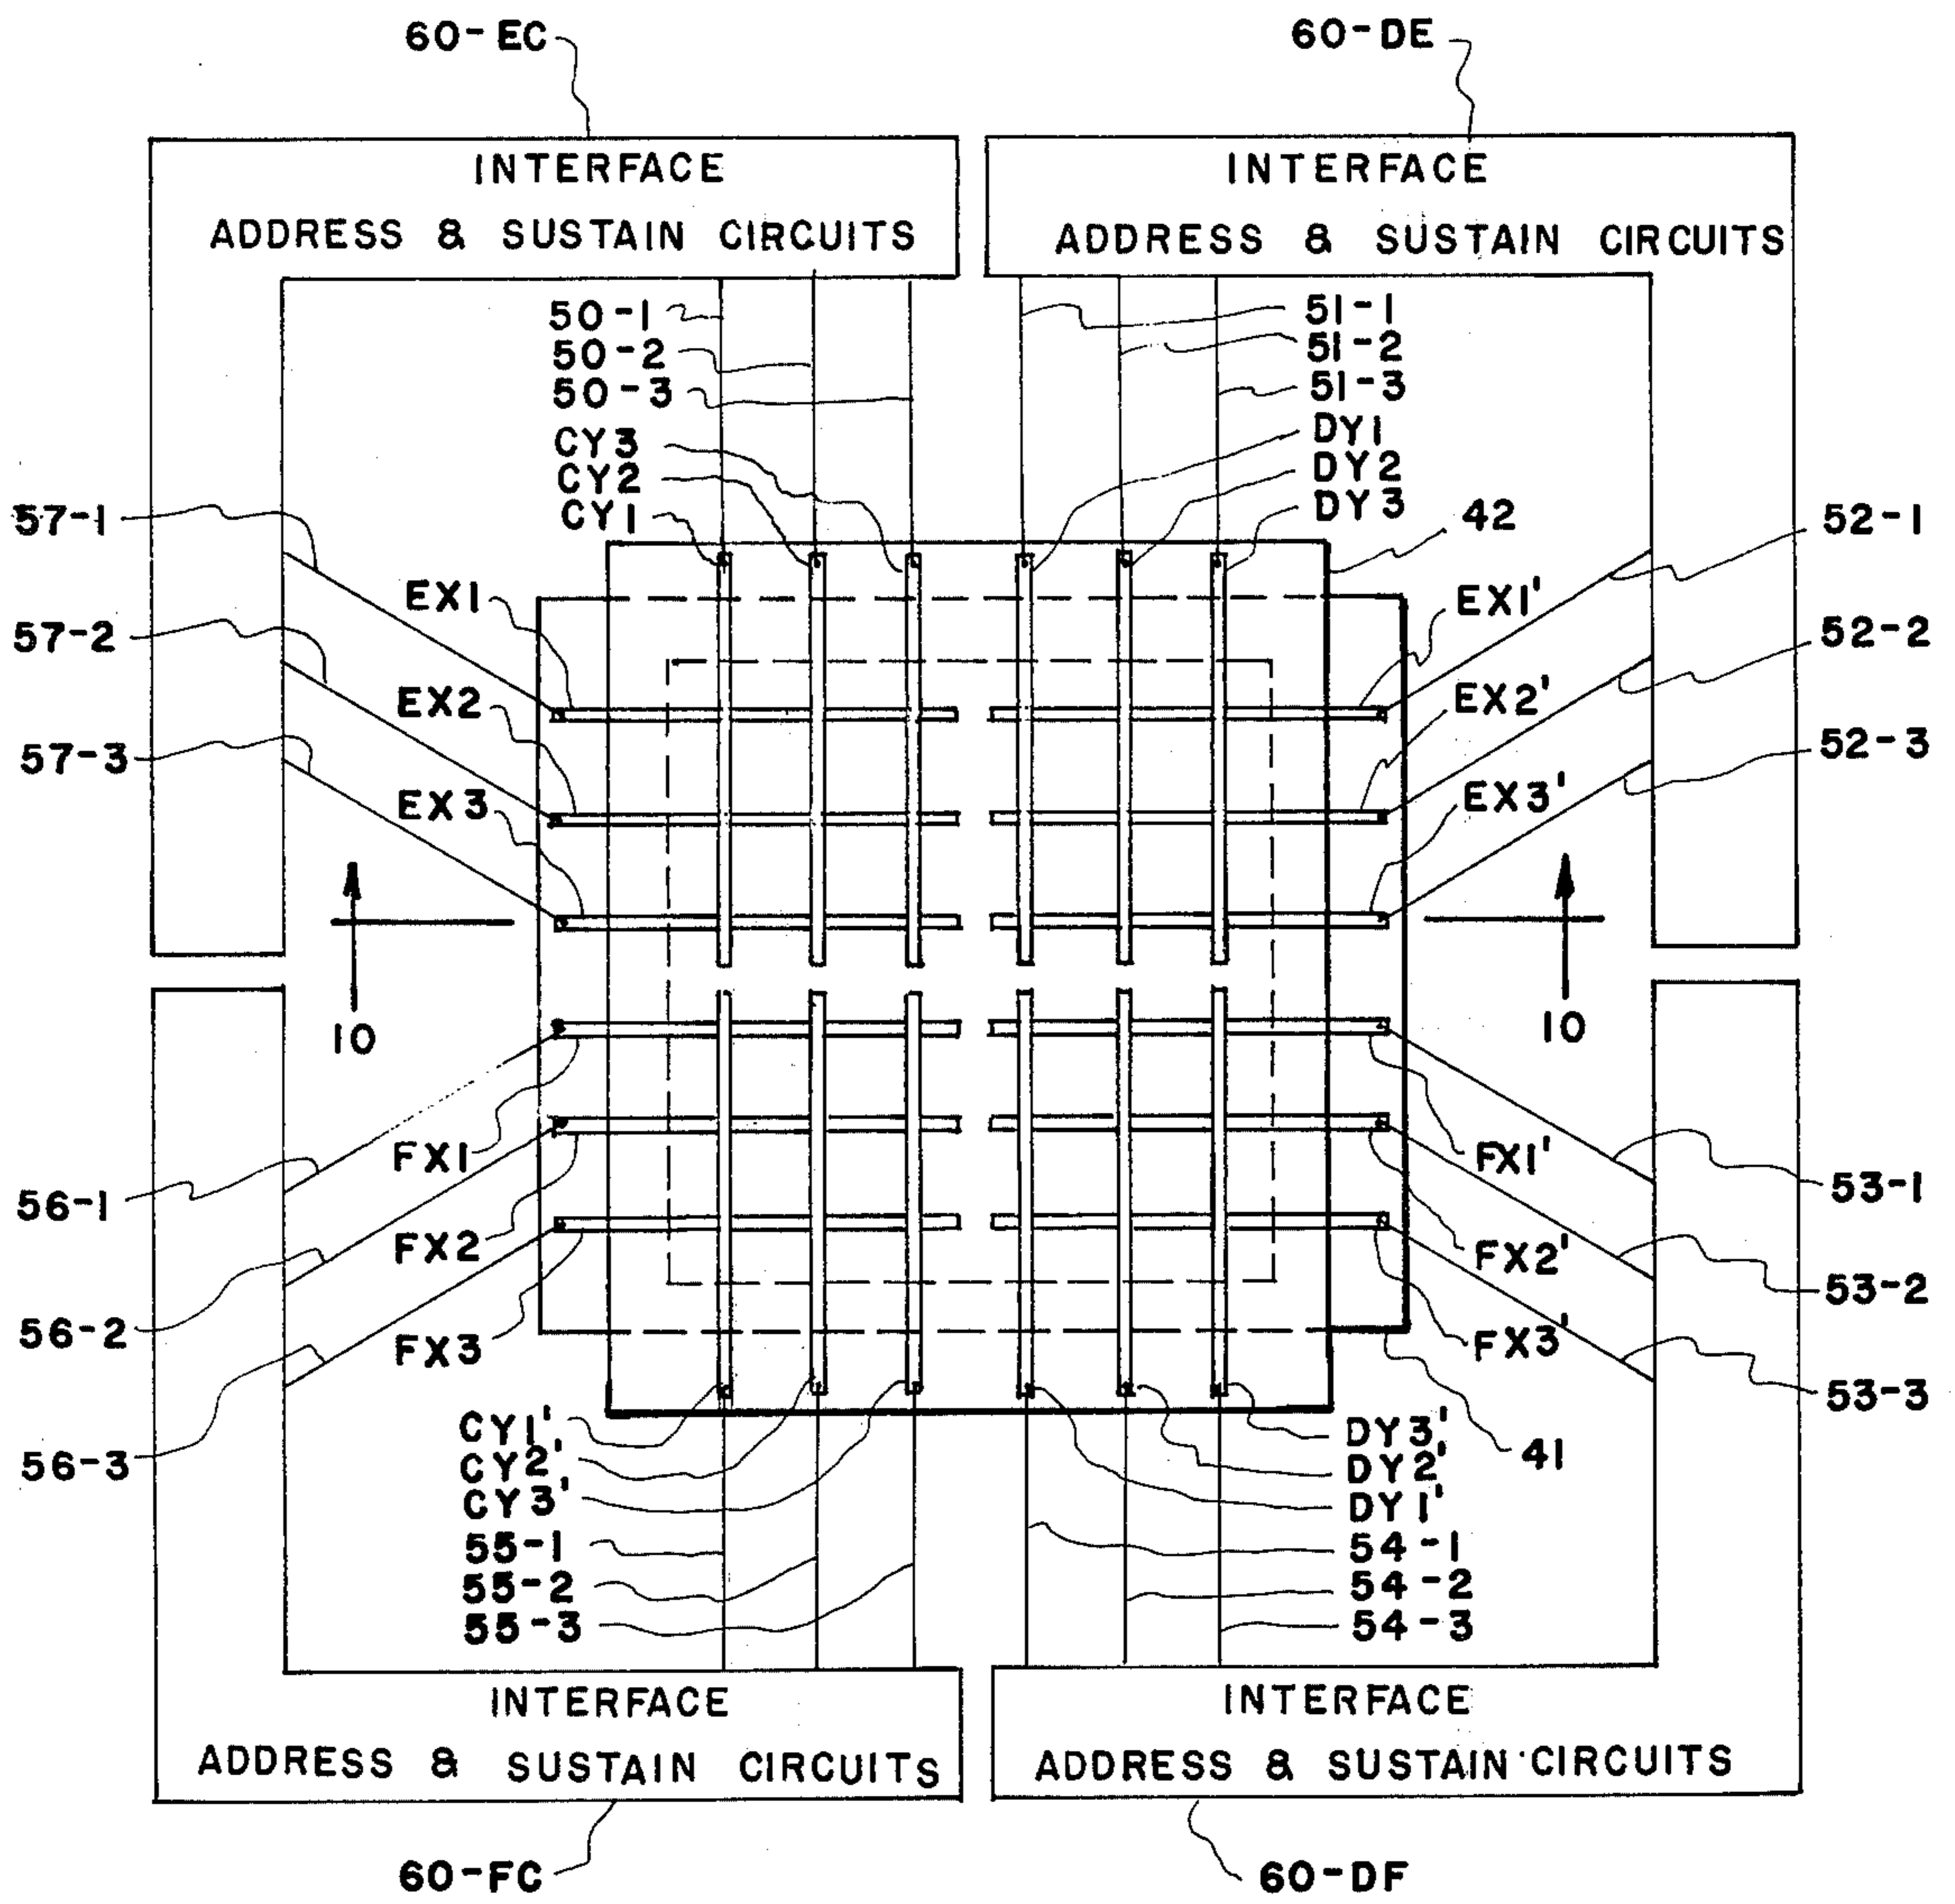 60-EC
60-DE
INTERFACE
ADDRESS & SUSTAIN CIRCUITS
INTERFACE
ADDRESS & SUSTAIN CIRCUITS
50-1
50-2
50-3
CY3
CY2
CY1
51-1
51-2
51-3
DY1
DY2
DY3
42
57-1
57-2
57-3
EX1
EX2
EX3
EX1'
EX2'
EX3'
52-1
52-2
52-3
10
10
56-1
56-2
56-3
FX1
FX2
FX3
FX1'
FX2'
FX3'
53-1
53-2
53-3
41
CY1'
CY2'
CY3'
55-1
55-2
55-3
DY3'
DY2'
DY1'
54-1
54-2
54-3
INTERFACE
ADDRESS & SUSTAIN CIRCUITS
INTERFACE
ADDRESS & SUSTAIN CIRCUITS
60-FC
60-DF